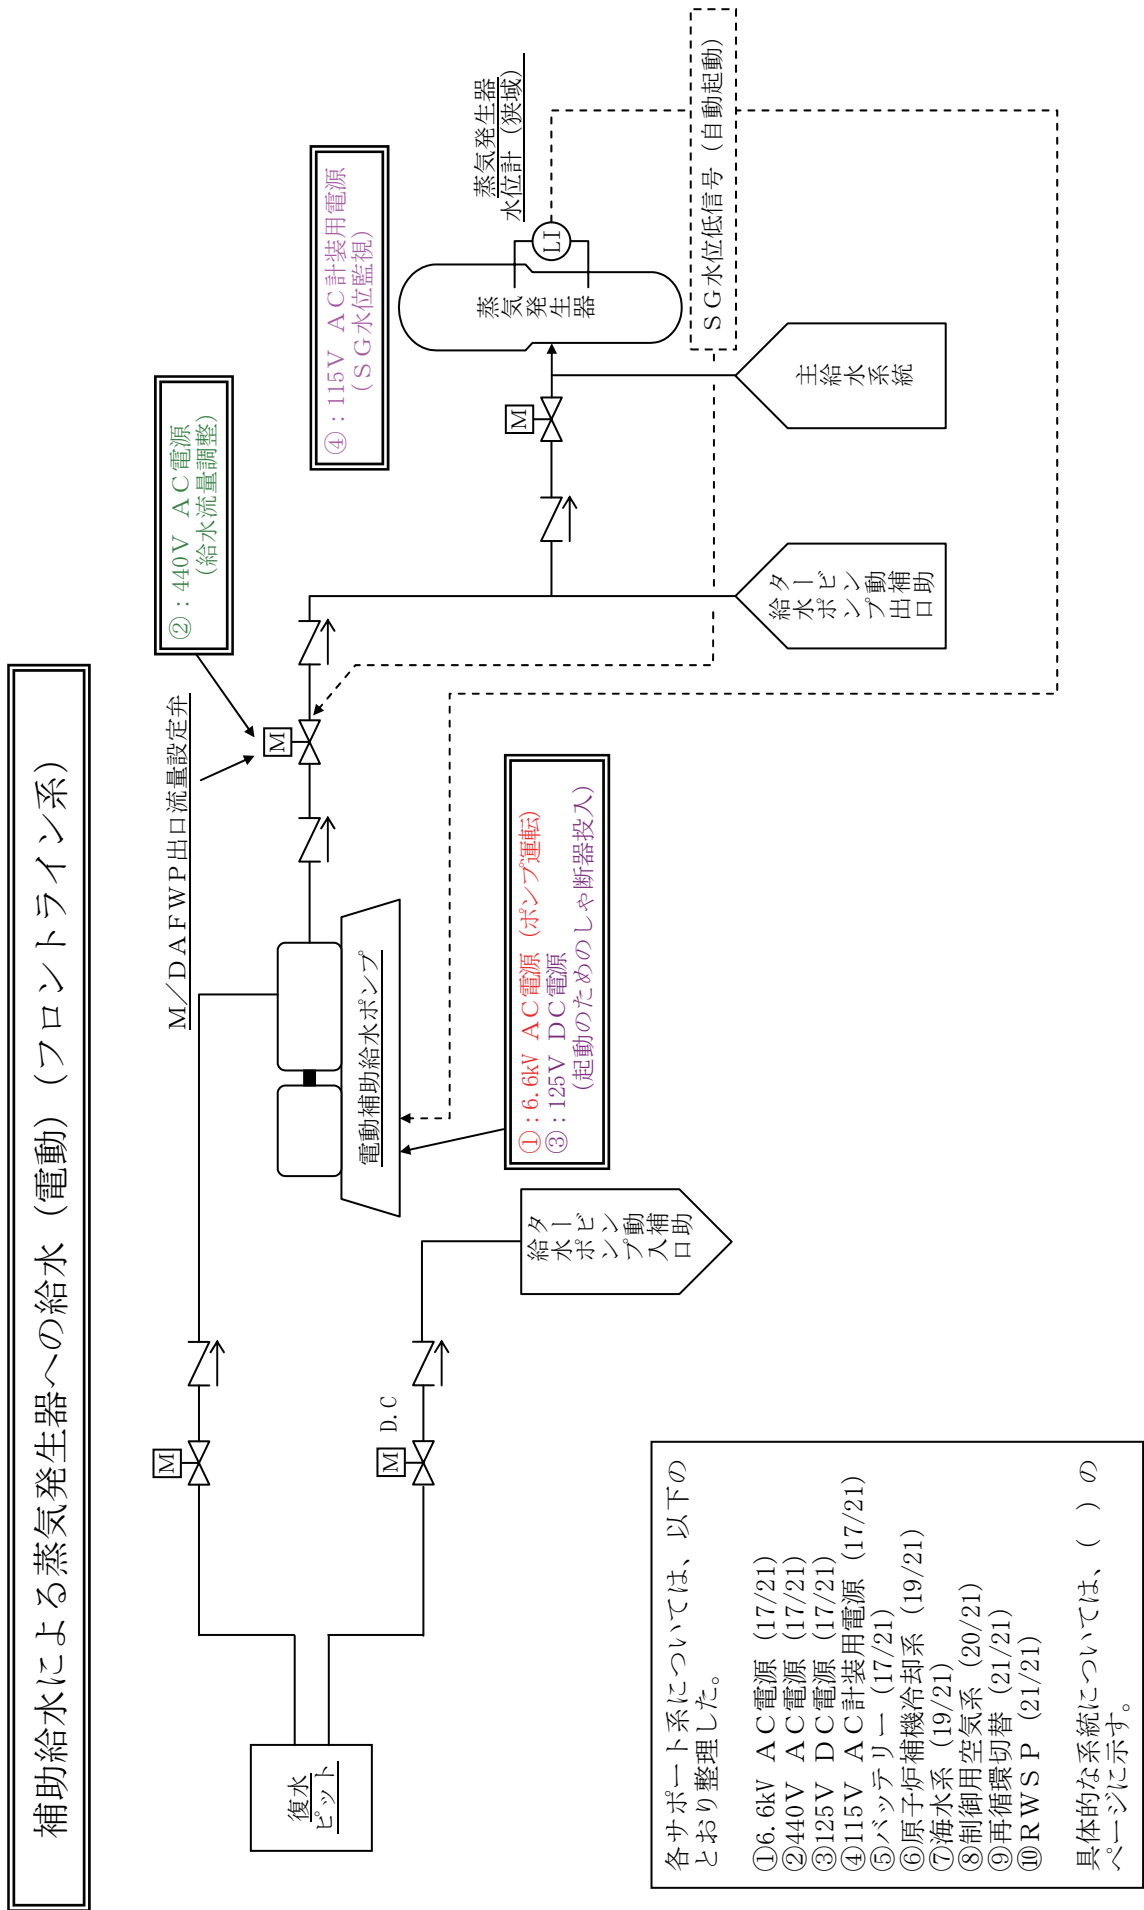 補助給水による蒸気発生器への給水（電動）（フロントライン系）
M／DAFWP出口流量設定弁
②：440V AC電源
（給水流量調整）
④：115V AC計装用電源
（SG水位監視）
蒸気発生器
水位計（狭域）
M
M
D.C
M
M
LI
蒸気発生器
電動補助給水ポンプ
①：6.6kV AC電源（ポンプ運転）
③：125V DC電源
（起動のためのしゃ断器投入）
SG水位低信号（自動起動）
復水
ピット
タービン動補助
給水ポンプ入口
タービン動補助
給水ポンプ出口
主給水系統
各サポート系については、以下の
とおり整理した。
①6.6kV AC電源（17/21）
②440V AC電源（17/21）
③125V DC電源（17/21）
④115V AC計装用電源（17/21）
⑤バッテリー（17/21）
⑥原子炉補機冷却系（19/21）
⑦海水系（19/21）
⑧制御用空気系（20/21）
⑨再循環切替（21/21）
⑩RWSP（21/21）
具体的な系統については、（ ）の
ページに示す。